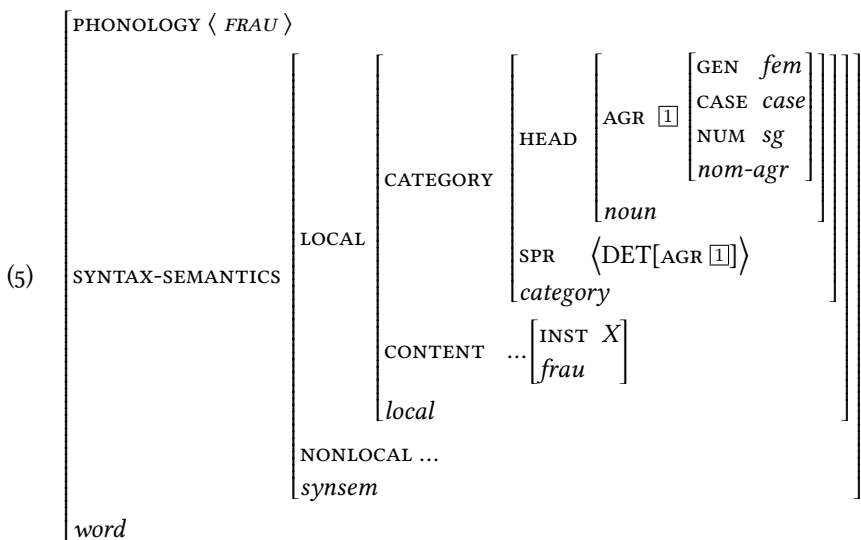 PHONOLOGY ⟨ FRAU ⟩
GEN fem
CASE case
AGR 1
NUM sg
HEAD
nom-agr
CATEGORY
noun
LOCAL
SPR ⟨DET[AGR 1]⟩
(5) SYNTAX-SEMANTICS
category
INST X
CONTENT ...
frau
local
NONLOCAL ...
synsem
word